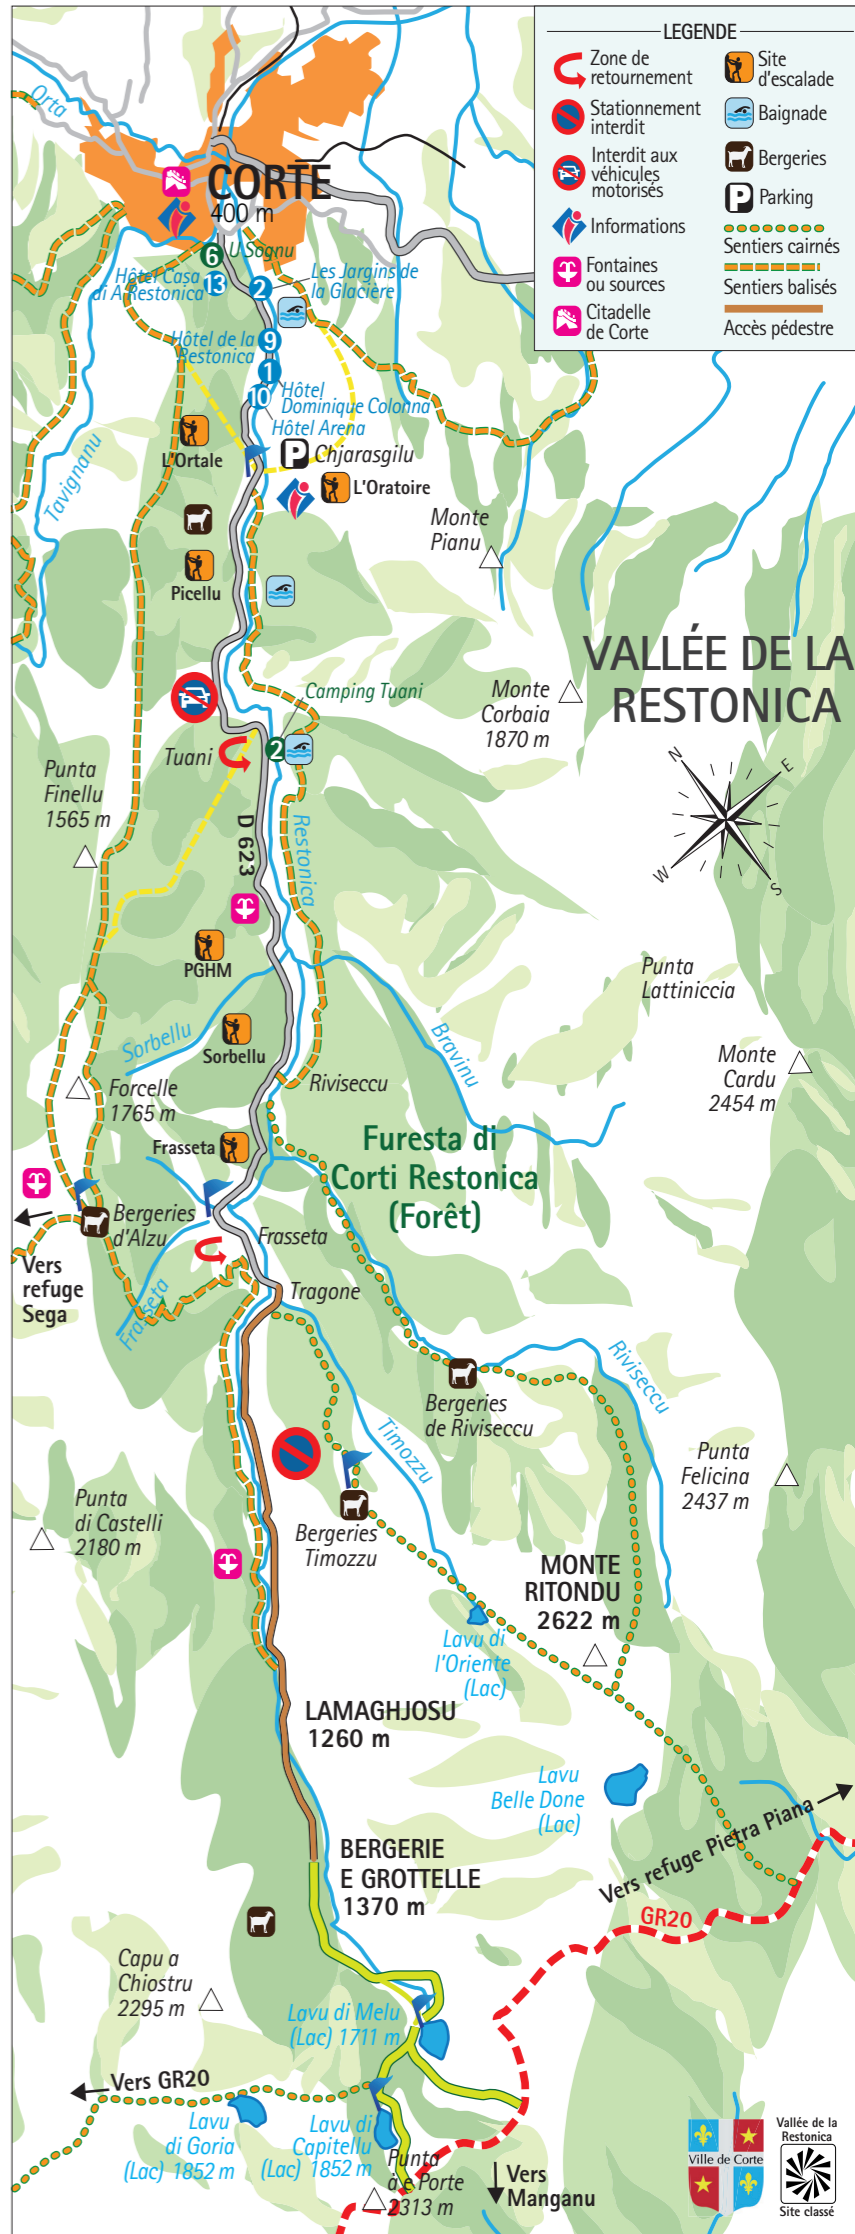 LEGENDE
Zone de
retournement
Stationnement
interdit
Interdit aux
véhicules
motorisés
Informations
Fontaines
ou sources
Citadelle
de Corte
Site
d'escalade
Baignade
Bergeries
P Parking
Sentiers cairnés
Sentiers balisés
Accès pédestre
Orta
CORTE
400 m
6
U Sognu
Hôtel Casa
di A Restonica
13
2
Les Jargins de
la Glacière
Hôtel de la
Restonica
9
1
10
Hôtel
Dominique Colonna
Hôtel Arena
Tavignanu
L'Ortale
P
Chjarasgilu
L'Oratoire
Monte
Pianu
Picellu
VALLÉE DE LA
RESTONICA
Monte
Corbaia
1870 m
Camping Tuani
2
Tuani
Punta
Finellu
1565 m
N
E
W
S
D 623
Restonica
PGHM
Punta
Lattiniccia
Sorbellu
Sorbellu
Bravinu
Monte
Cardu
2454 m
Riviseccu
Forcelle
1765 m
Frasseta
Furesta di
Corti Restonica
(Forêt)
Bergeries
d'Alzu
Vers
refuge
Sega
Frasseta
Frasseta
Tragone
Riviseccu
Bergeries
de Riviseccu
Timozzu
Punta
Felicina
2437 m
Punta
di Castelli
2180 m
Bergeries
Timozzu
MONTE
RITONDU
2622 m
Lavu di
l'Oriente
(Lac)
LAMAGHJOSU
1260 m
Lavu
Belle Done
(Lac)
Vers refuge Pietra Piana
BERGERIE
E GROTTELLE
1370 m
GR20
Capu a
Chiostru
2295 m
Lavu di Melu
(Lac) 1711 m
Vers GR20
Lavu
di Goria
(Lac) 1852 m
Lavu di
Capitellu
(Lac) 1852 m
Punta
à e Porte
2313 m
Vers
Manganu
Ville de Corte
Vallée de la
Restonica
Site classé